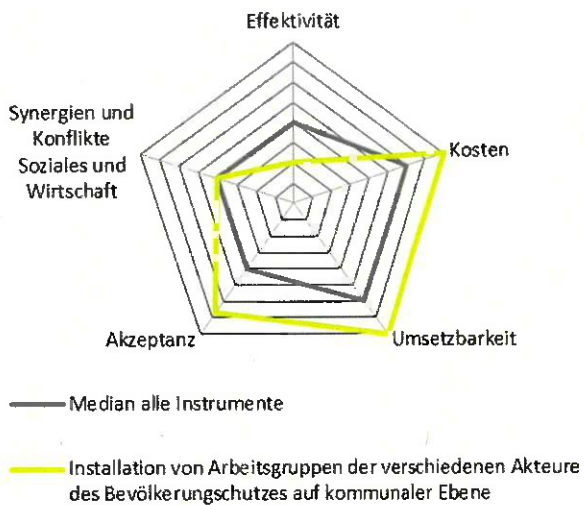 Effektivität
Synergien und
Konflikte
Soziales und
Wirtschaft
Kosten
Akzeptanz
Umsetzbarkeit
Median alle Instrumente
Installation von Arbeitsgruppen der verschiedenen Akteure
des Bevölkerungschutzes auf kommunaler Ebene